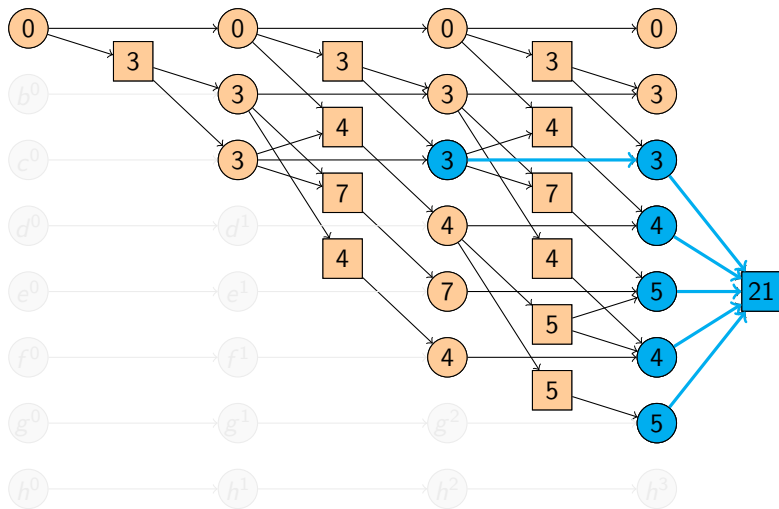 0 0 0 0
3 3 3
b⁰ 3 3 3
4 4
c⁰ 3 3 3
7 7
d⁰ d¹ 4 4
4 4
e⁰ e¹ 7 5 21
5
f⁰ f¹ 4 4
5
g⁰ g¹ g² 5
h⁰ h¹ h² h³